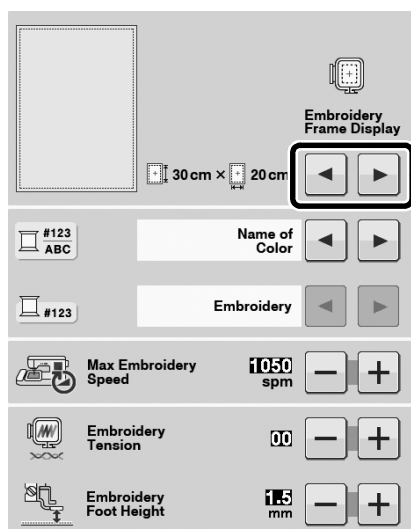 Embroidery
Frame Display
30 cm × 20 cm
#123
ABC
Name of
Color
#123
Embroidery
Max Embroidery
Speed
1050
spm
Embroidery
Tension
00
Embroidery
Foot Height
1.5
mm